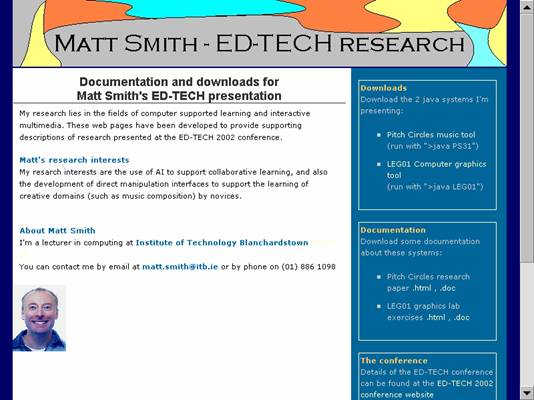 MATT SMITH - ED-TECH RESEARCH
Documentation and downloads for
Matt Smith's ED-TECH presentation
My research lies in the fields of computer supported learning and interactive
multimedia. These web pages have been developed to provide supporting
descriptions of research presented at the ED-TECH 2002 conference.
Matt's research interests
My resarch interests are the use of AI to support collaborative learning, and also
the development of direct manipulation interfaces to support the learning of
creative domains (such as music composition) by novices.
About Matt Smith
I'm a lecturer in computing at Institute of Technology Blanchardstown
You can contact me by email at matt.smith@itb.ie or by phone on (01) 886 1098
Downloads
Download the 2 java systems I'm
presenting:
Pitch Circles music tool
(run with ">java PS31")
LEG01 Computer graphics
tool
(run with ">java LEG01")
Documentation
Download some documentation
about these systems:
Pitch Circles research
paper .html , .doc
LEG01 graphics lab
exercises .html , .doc
The conference
Details of the ED-TECH conference
can be found at the ED-TECH 2002
conference website